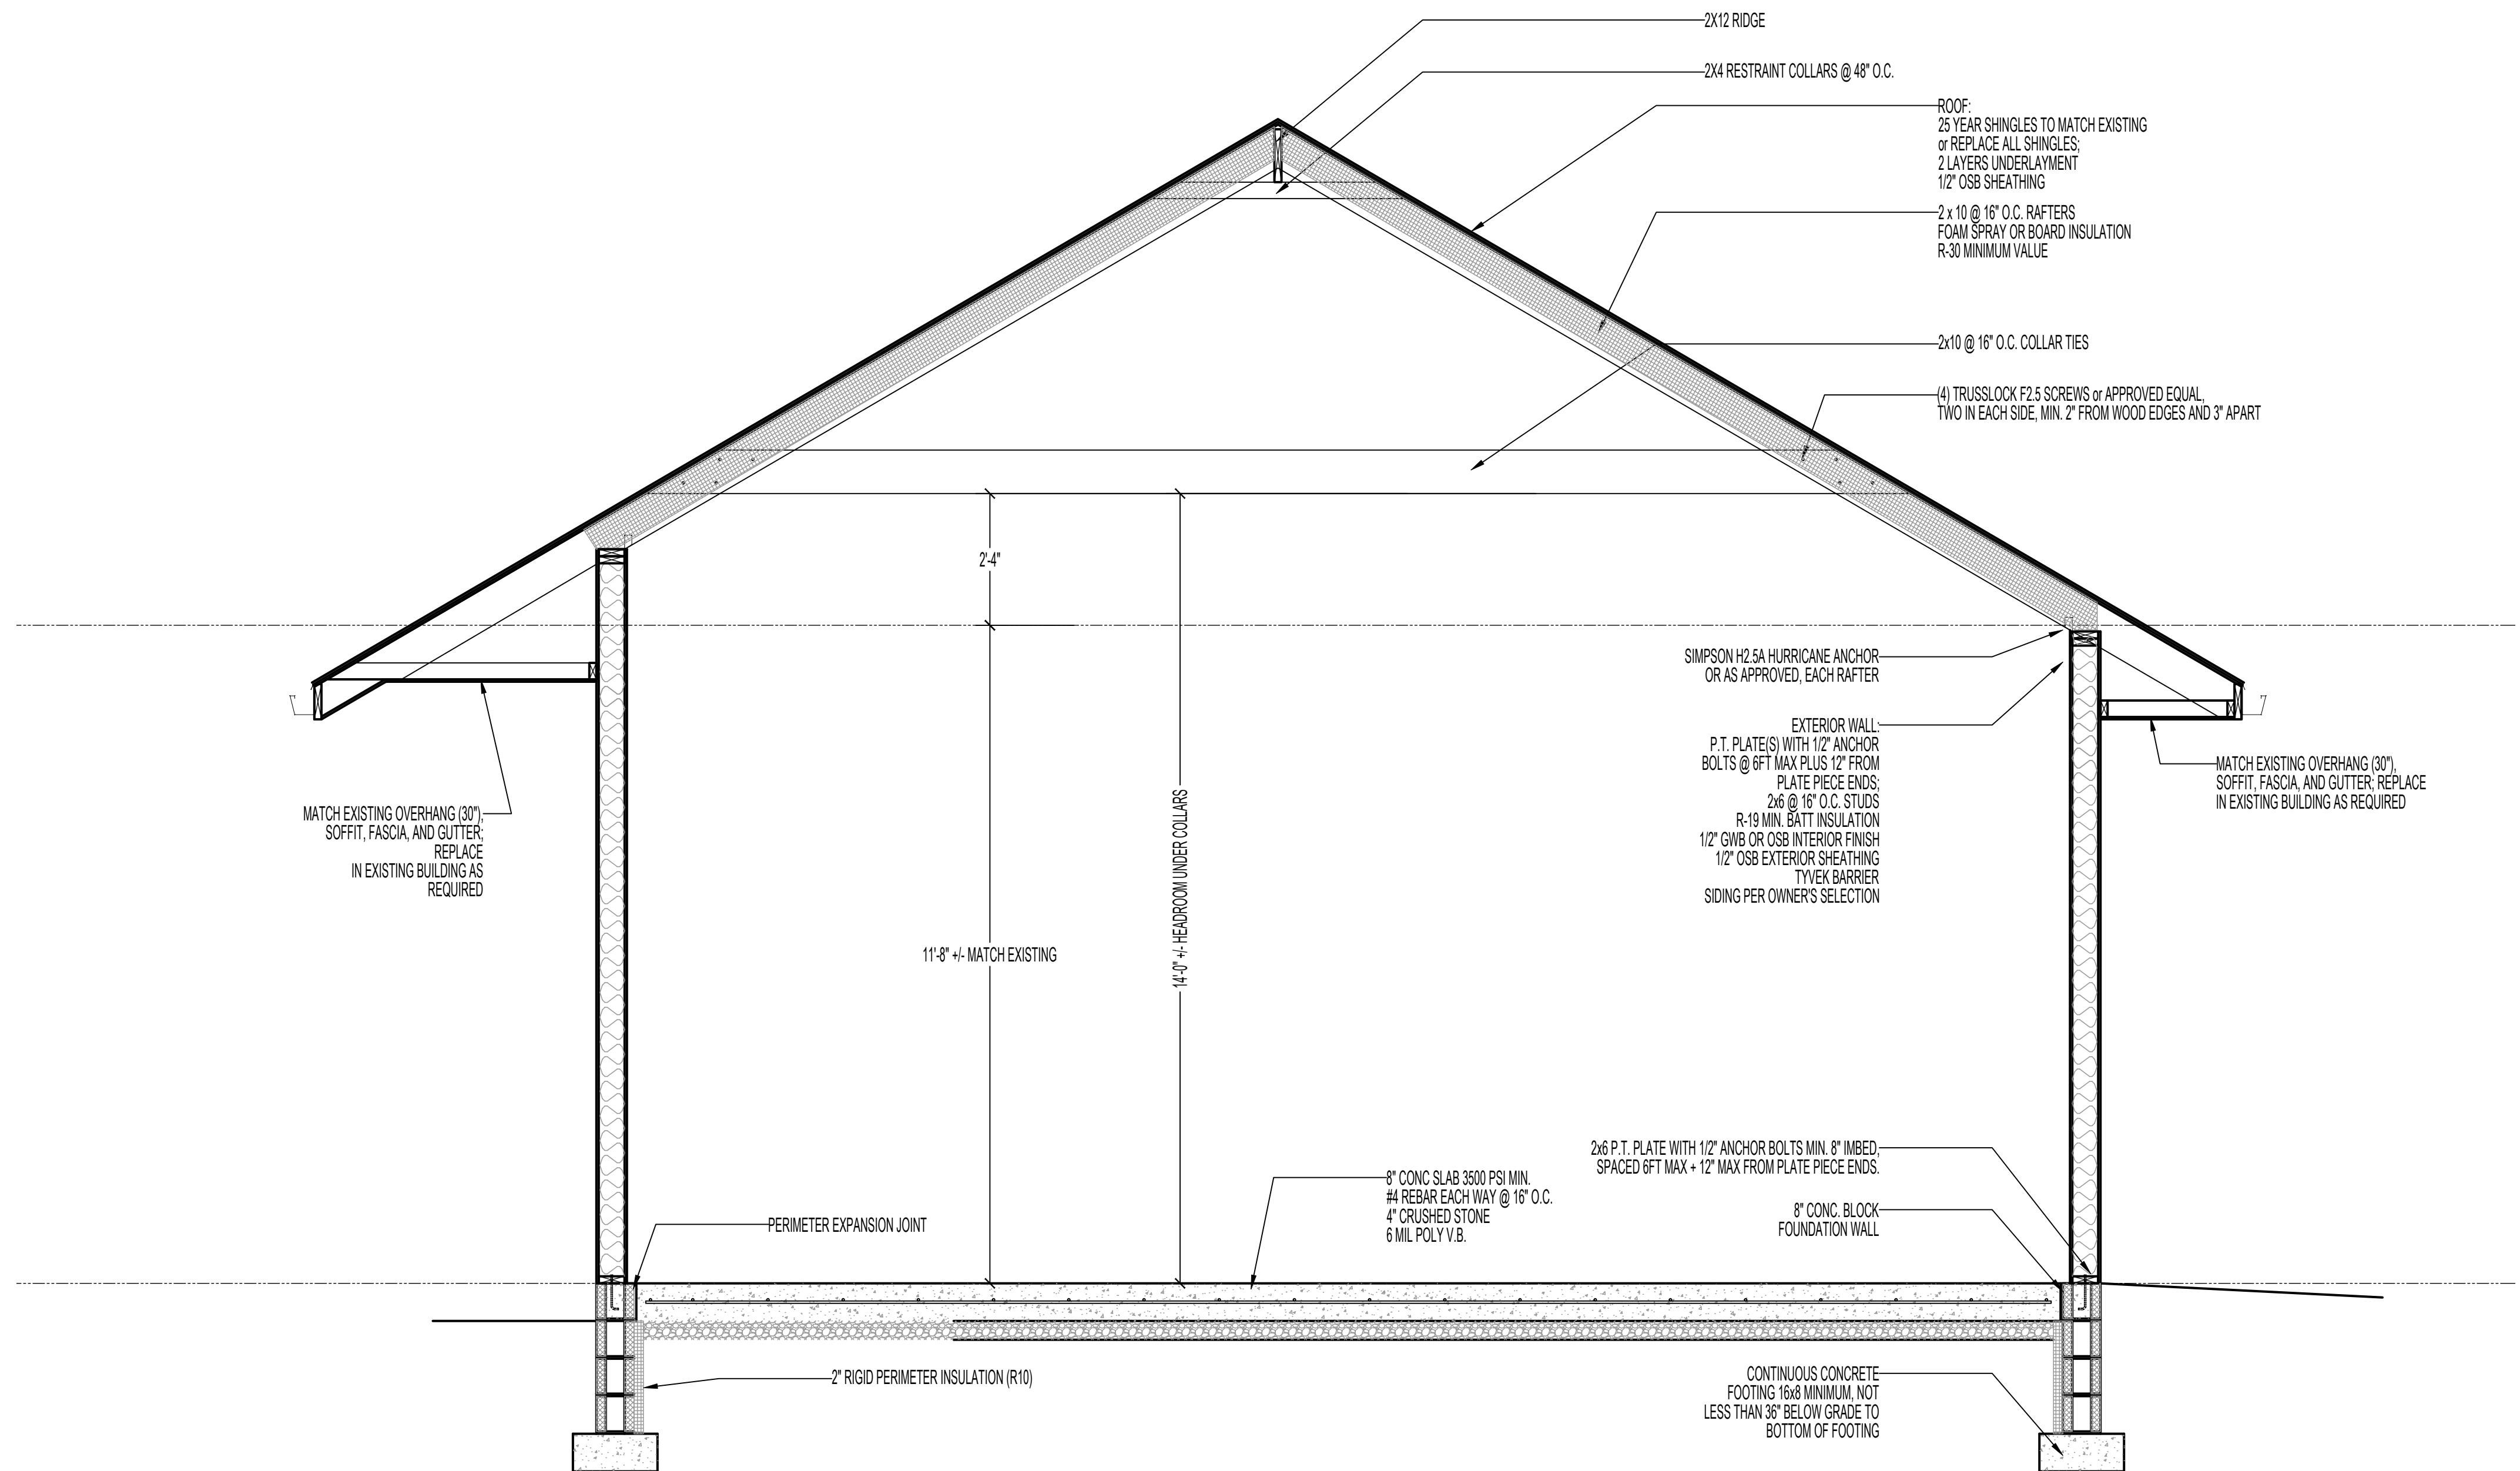 2X12 RIDGE
2X4 RESTRAINT COLLARS @ 48" O.C.
ROOF:
25 YEAR SHINGLES TO MATCH EXISTING
or REPLACE ALL SHINGLES;
2 LAYERS UNDERLAYMENT
1/2" OSB SHEATHING
2 x 10 @ 16" O.C. RAFTERS
FOAM SPRAY OR BOARD INSULATION
R-30 MINIMUM VALUE
2x10 @ 16" O.C. COLLAR TIES
(4) TRUSSLOCK F2.5 SCREWS or APPROVED EQUAL,
TWO IN EACH SIDE, MIN. 2" FROM WOOD EDGES AND 3" APART
2'-4"
SIMPSON H2.5A HURRICANE ANCHOR
OR AS APPROVED, EACH RAFTER
EXTERIOR WALL:
P.T. PLATE(S) WITH 1/2" ANCHOR
BOLTS @ 6FT MAX PLUS 12" FROM
PLATE PIECE ENDS;
2x6 @ 16" O.C. STUDS
R-19 MIN. BATT INSULATION
1/2" GWB OR OSB INTERIOR FINISH
1/2" OSB EXTERIOR SHEATHING
TYVEK BARRIER
SIDING PER OWNER'S SELECTION
MATCH EXISTING OVERHANG (30"),
SOFFIT, FASCIA, AND GUTTER; REPLACE
IN EXISTING BUILDING AS REQUIRED
MATCH EXISTING OVERHANG (30"),
SOFFIT, FASCIA, AND GUTTER;
REPLACE
IN EXISTING BUILDING AS
REQUIRED
14'-0" +/- HEADROOM UNDER COLLARS
11'-8" +/- MATCH EXISTING
2x6 P.T. PLATE WITH 1/2" ANCHOR BOLTS MIN. 8" IMBED,
SPACED 6FT MAX + 12" MAX FROM PLATE PIECE ENDS.
8" CONC SLAB 3500 PSI MIN.
#4 REBAR EACH WAY @ 16" O.C.
4" CRUSHED STONE
6 MIL POLY V.B.
8" CONC. BLOCK
FOUNDATION WALL
PERIMETER EXPANSION JOINT
2" RIGID PERIMETER INSULATION (R10)
CONTINUOUS CONCRETE
FOOTING 16x8 MINIMUM, NOT
LESS THAN 36" BELOW GRADE TO
BOTTOM OF FOOTING